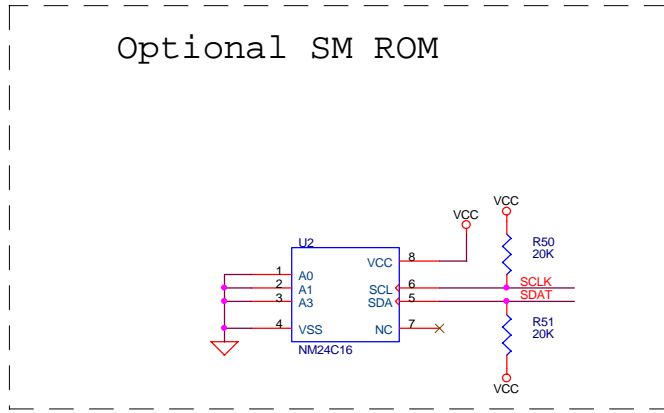 Optional SM ROM
VCC
VCC
U2
R50
20K
1
A0
VCC
8
2
A1
SCL
6
SCLK
3
A3
SDA
5
SDAT
4
VSS
NC
7
R51
20K
NM24C16
VCC